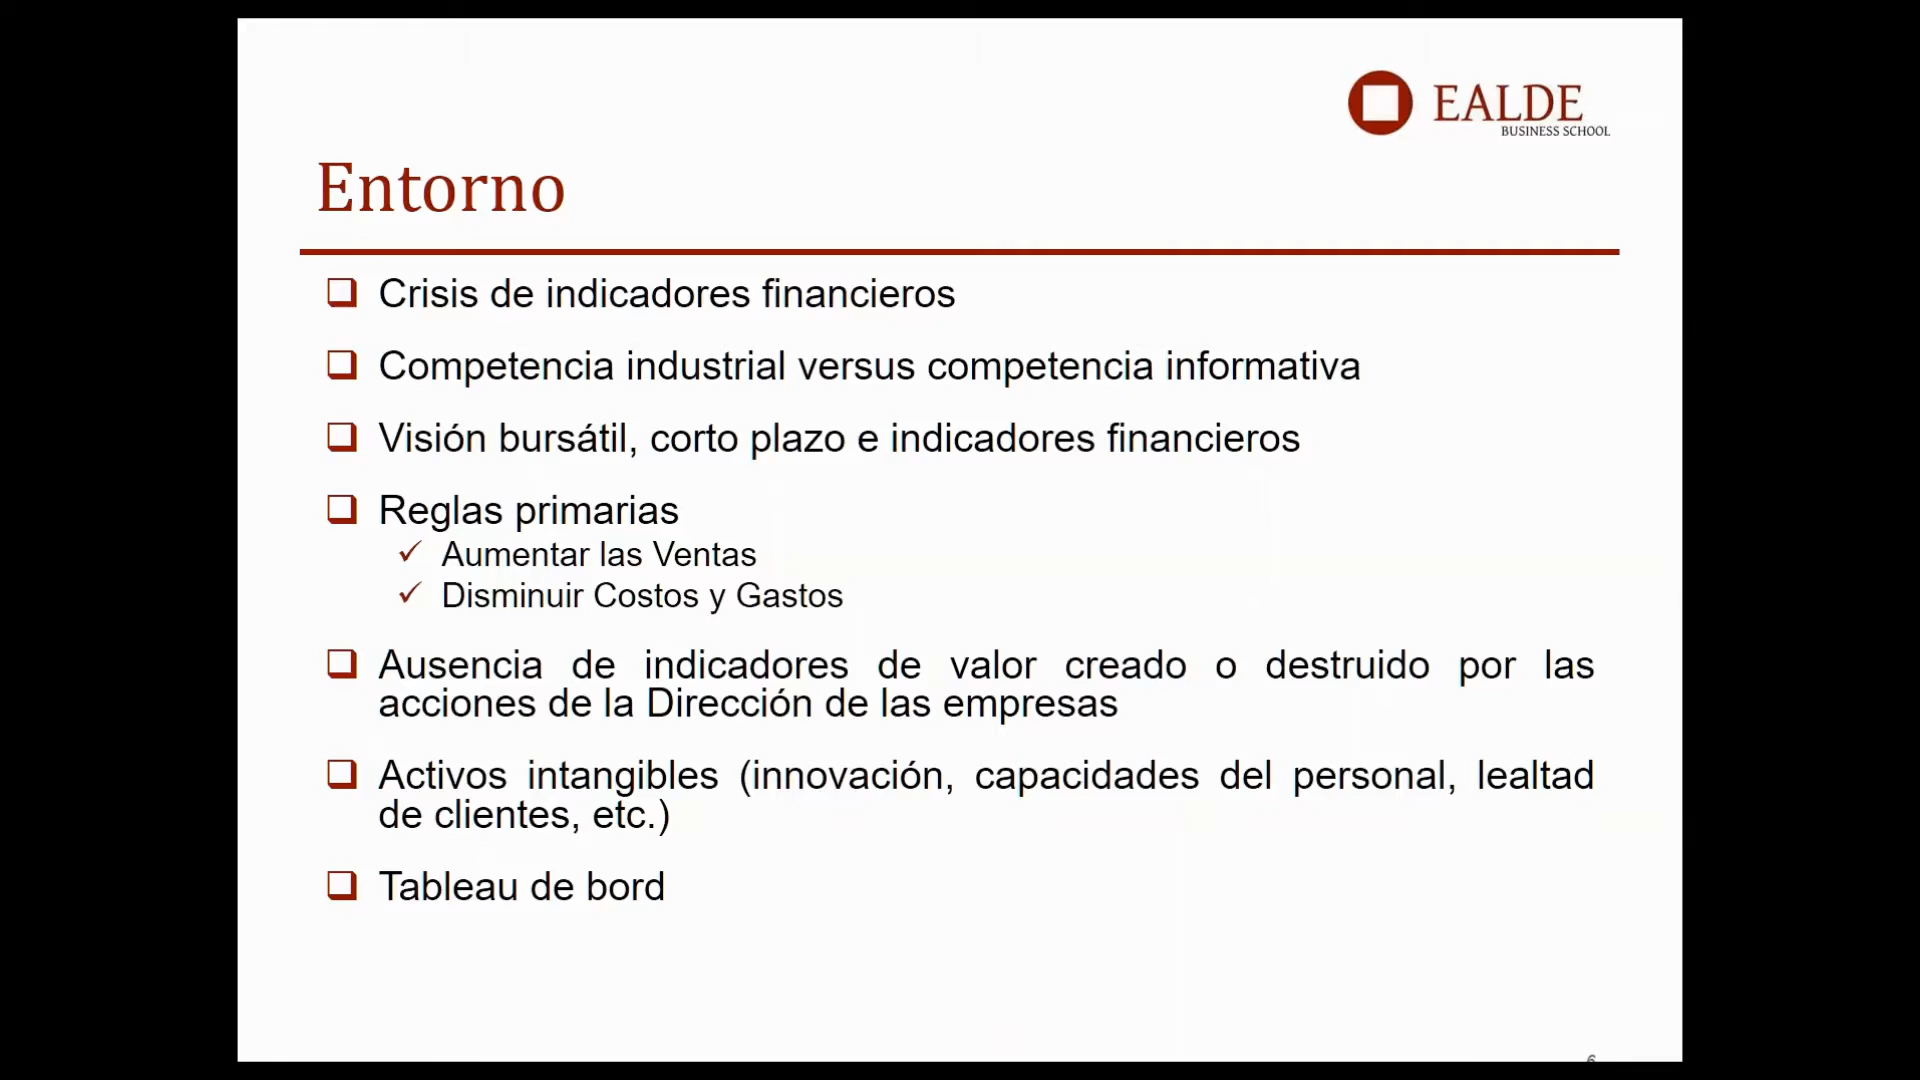 EALDE
BUSINESS SCHOOL
Entorno
Crisis de indicadores financieros
Competencia industrial versus competencia informativa
Visión bursátil, corto plazo e indicadores financieros
Reglas primarias
Aumentar las Ventas
Disminuir Costos y Gastos
Ausencia de indicadores de valor creado o destruido por las
acciones de la Dirección de las empresas
Activos intangibles (innovación, capacidades del personal, lealtad
de clientes, etc.)
Tableau de bord
6